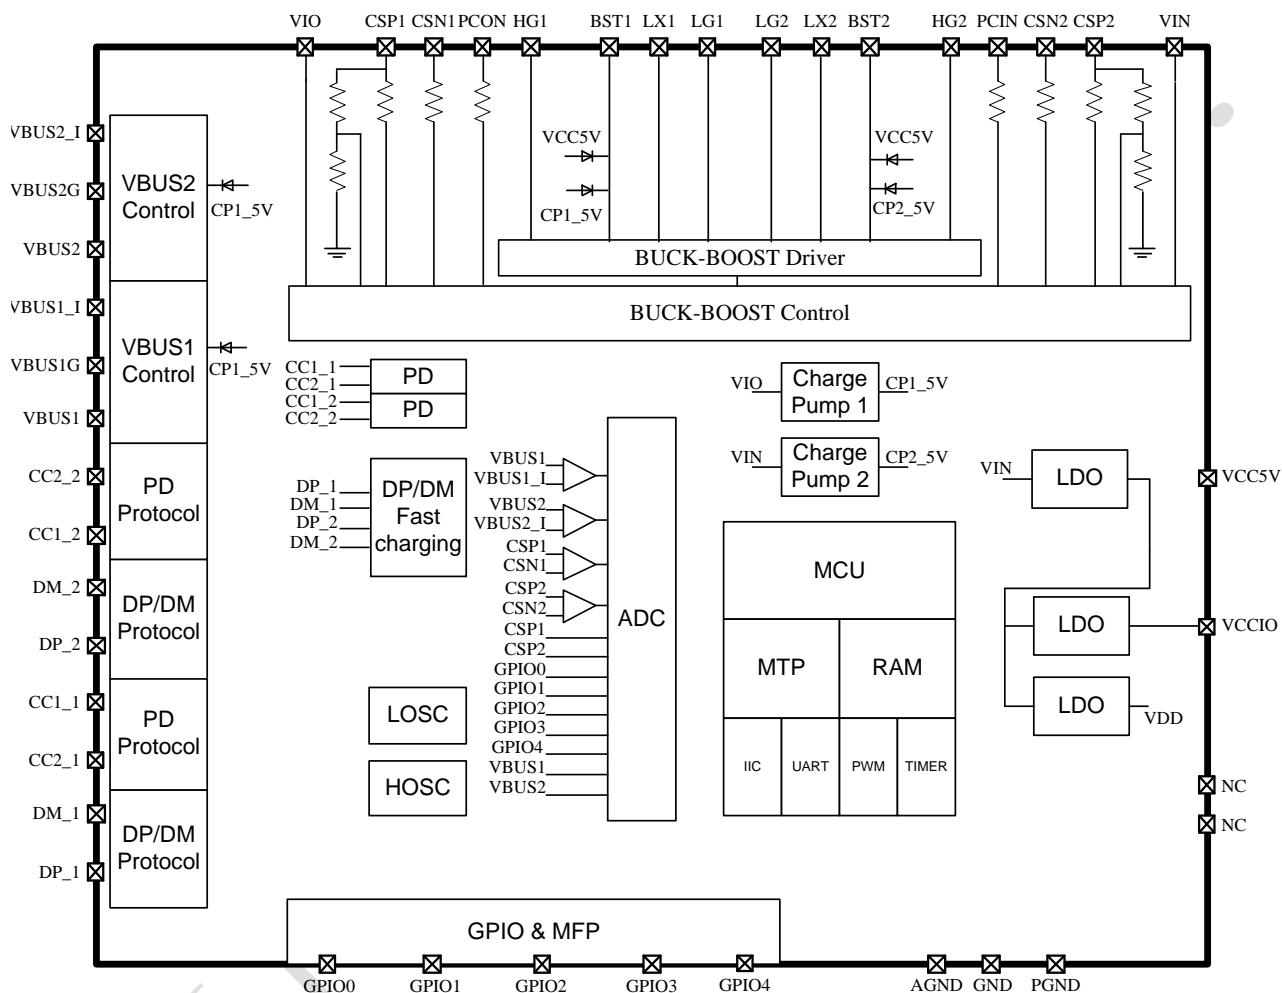 VIO CSP1 CSN1 PCON HG1 BST1 LX1 LG1 LG2 LX2 BST2 HG2 PCIN CSN2 CSP2 VIN
VBUS2_I
VBUS2G
VBUS2
VBUS1_I
VBUS1G
VBUS1
CC2_2
CC1_2
DM_2
DP_2
CC1_1
CC2_1
DM_1
DP_1
VBUS2
Control
CP1_5V
VBUS1
Control
CP1_5V
PD
Protocol
DP/DM
Protocol
PD
Protocol
DP/DM
Protocol
VCC5V
CP1_5V
VCC5V
CP2_5V
BUCK-BOOST Driver
BUCK-BOOST Control
CC1_1
CC2_1
CC1_2
CC2_2
PD
PD
DP_1
DM_1
DP_2
DM_2
DP/DM
Fast
charging
LOSC
HOSC
VBUS1
VBUS1_I
VBUS2
VBUS2_I
CSP1
CSN1
CSP2
CSN2
CSP1
CSP2
GPIO0
GPIO1
GPIO2
GPIO3
GPIO4
VBUS1
VBUS2
ADC
VIO
Charge
Pump 1
CP1_5V
VIN
Charge
Pump 2
CP2_5V
MCU
MTP RAM
IIC UART PWM TIMER
VIN
LDO
LDO
LDO
VDD
VCC5V
VCCIO
NC
NC
GPIO & MFP
GPIO0 GPIO1 GPIO2 GPIO3 GPIO4 AGND GND PGND